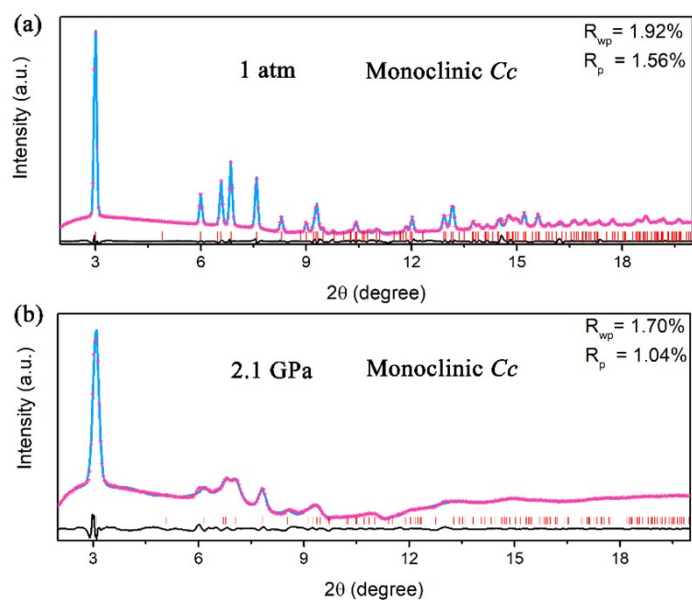 (a)
1 atm Monoclinic Cc
R_wp = 1.92%
R_p = 1.56%
Intensity (a.u.)
3 6 9 12 15 18
2θ (degree)
(b)
2.1 GPa Monoclinic Cc
R_wp = 1.70%
R_p = 1.04%
Intensity (a.u.)
3 6 9 12 15 18
2θ (degree)